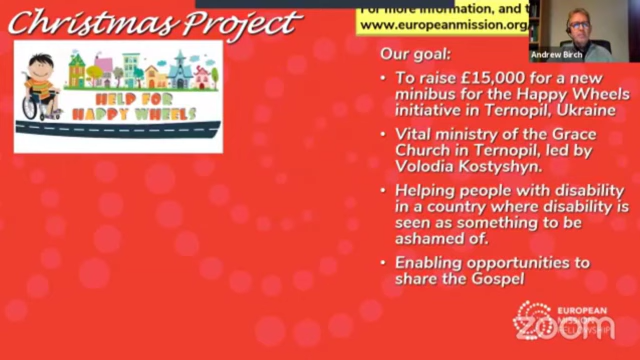 Christmas Project
For more information, and t
www.europeanmission.org
Andrew Birch
HELP FOR
HAPPY WHEELS
Our goal:
• To raise £15,000 for a new
minibus for the Happy Wheels
initiative in Ternopil, Ukraine
• Vital ministry of the Grace
Church in Ternopil, led by
Volodia Kostyshyn.
• Helping people with disability
in a country where disability is
seen as something to be
ashamed of.
• Enabling opportunities to
share the Gospel
EUROPEAN
MISSION
FELLOWSHIP
zoom